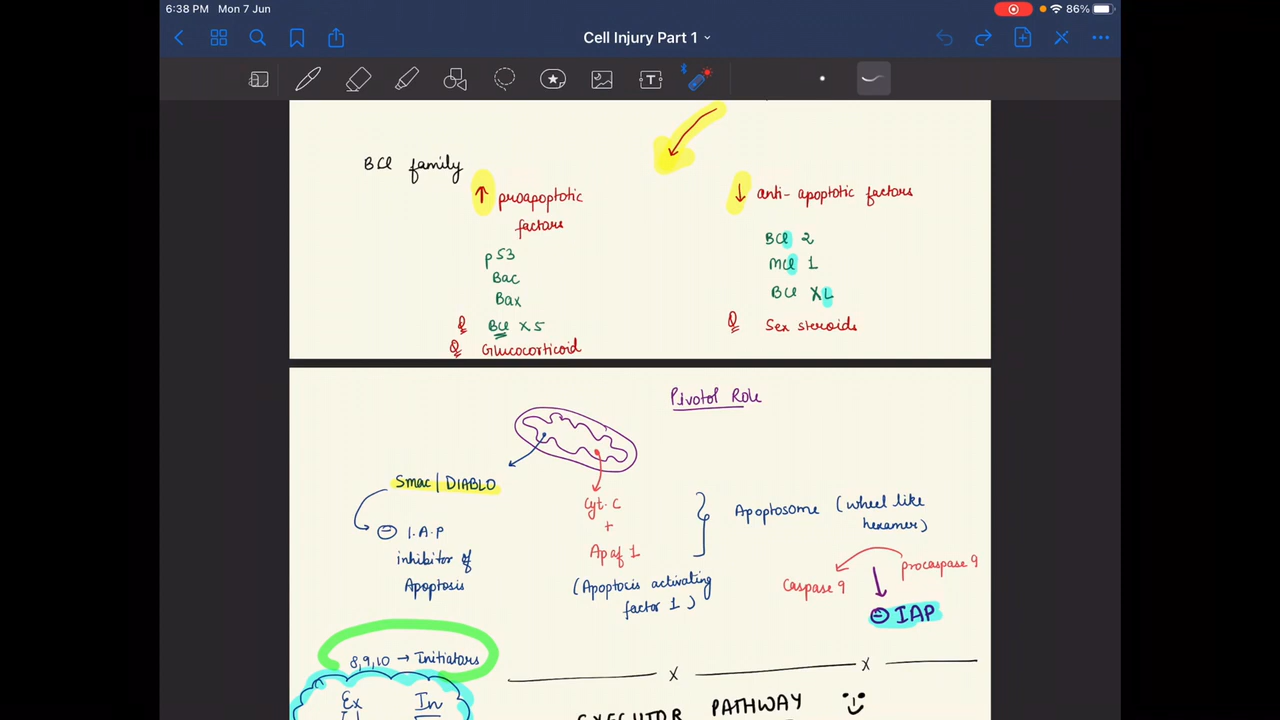 6:38 PM Mon 7 Jun
86%
Cell Injury Part 1
BCl family
↑ proapoptotic
factors
p53
Bac
Bax
Q BCl X 5
Q Glucocorticoid
↓ anti-apoptotic factors
BCl 2
MCl 1
BCl XL
Q Sex steroids
Pivotol Role
Smac | DIABLO
⊖ I.A.P
inhibitor of
Apoptosis
Cyt. C
+
Apaf 1
(Apoptocis activating
factor 1)
Apoptosome (wheel like
hexamer)
procaspase 9
Caspase 9
⊖ IAP
8,9,10 → Initiators
Ex In
X X
PATHWAY